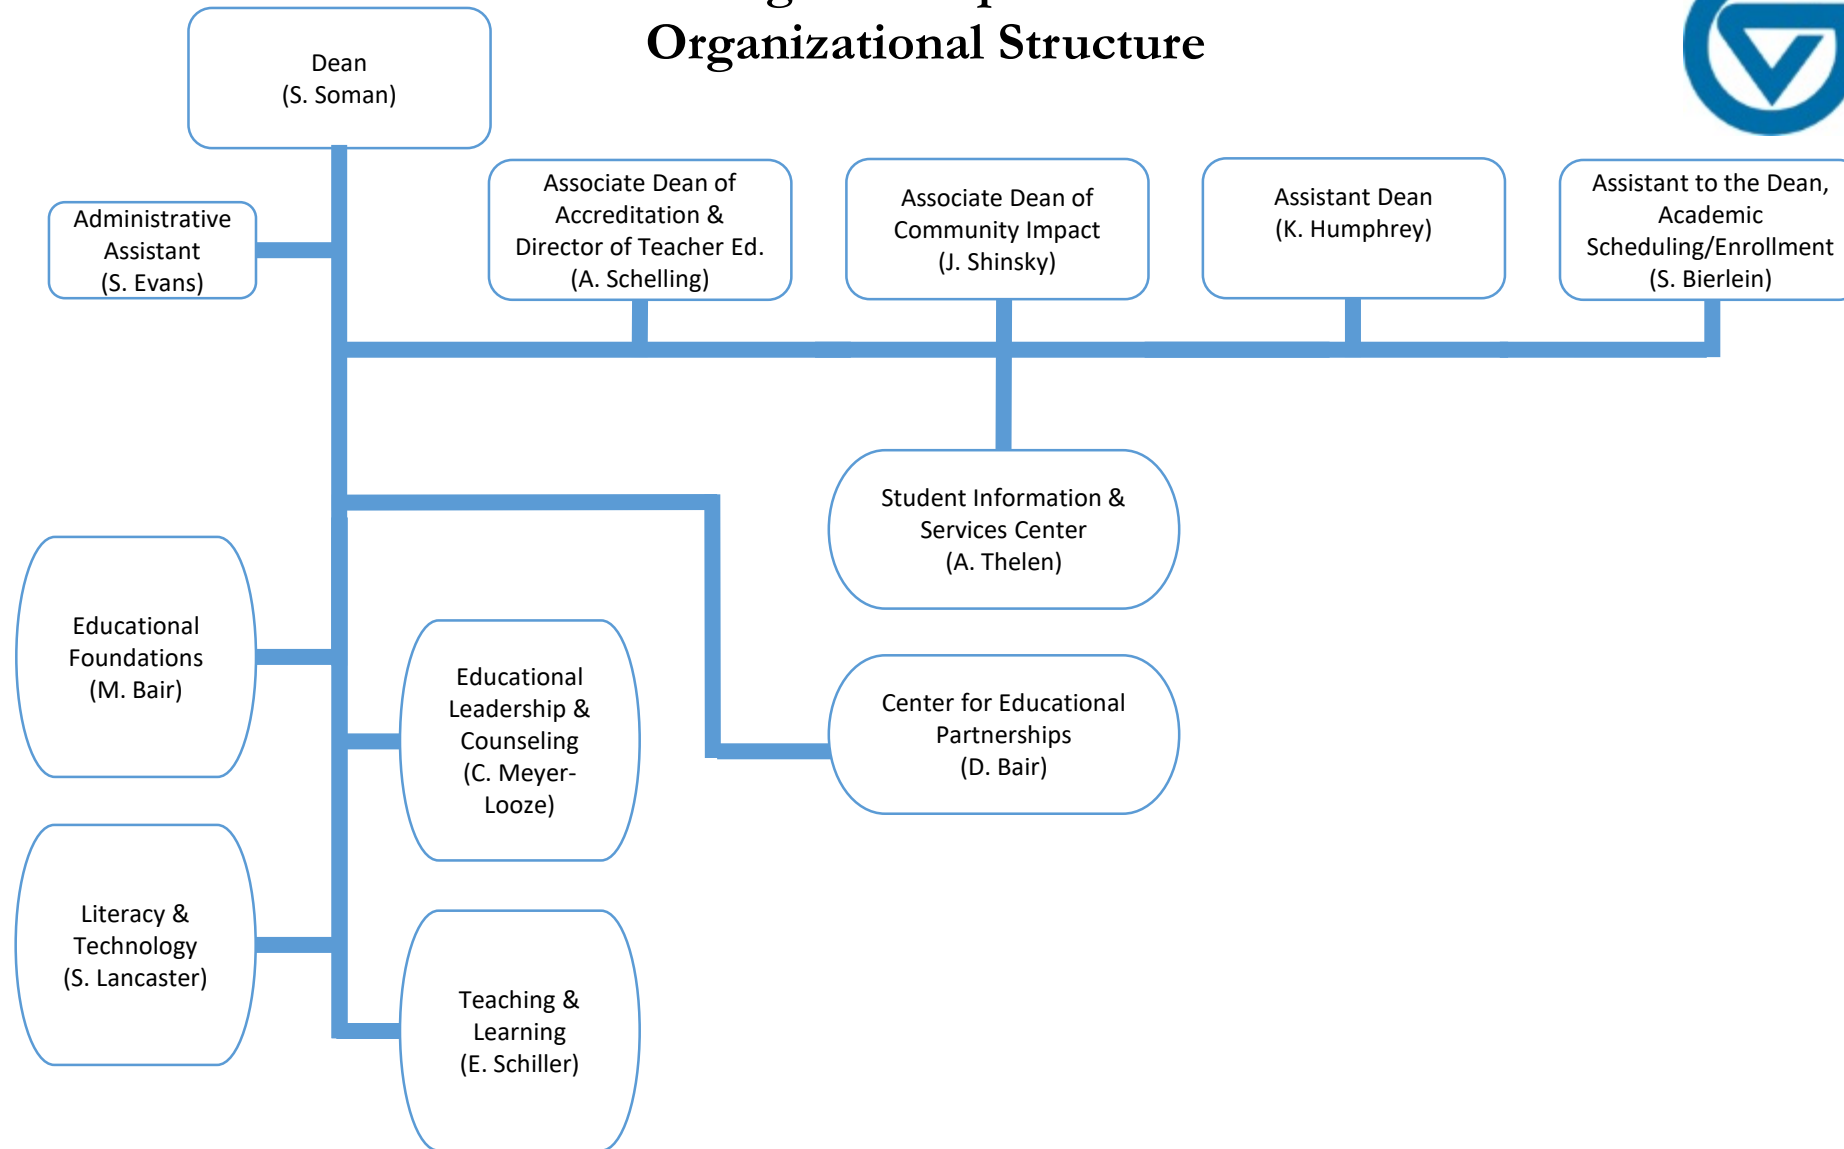 Organizational Structure
Dean
(S. Soman)
Administrative
Assistant
(S. Evans)
Associate Dean of
Accreditation &
Director of Teacher Ed.
(A. Schelling)
Associate Dean of
Community Impact
(J. Shinsky)
Assistant Dean
(K. Humphrey)
Assistant to the Dean,
Academic
Scheduling/Enrollment
(S. Bierlein)
Student Information &
Services Center
(A. Thelen)
Educational
Foundations
(M. Bair)
Educational
Leadership &
Counseling
(C. Meyer-
Looze)
Center for Educational
Partnerships
(D. Bair)
Literacy &
Technology
(S. Lancaster)
Teaching &
Learning
(E. Schiller)